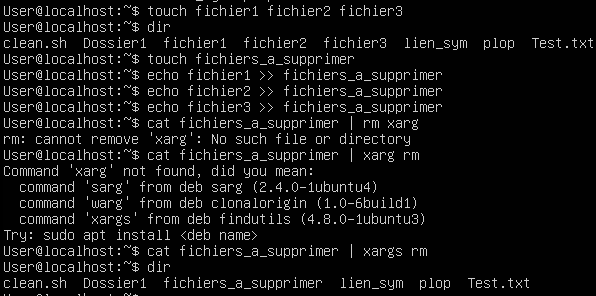 User@localhost:~$ touch fichier1 fichier2 fichier3
User@localhost:~$ dir
clean.sh  Dossier1  fichier1  fichier2  fichier3  lien_sym  plop  Test.txt
User@localhost:~$ touch fichiers_a_supprimer
User@localhost:~$ echo fichier1 >> fichiers_a_supprimer
User@localhost:~$ echo fichier2 >> fichiers_a_supprimer
User@localhost:~$ echo fichier3 >> fichiers_a_supprimer
User@localhost:~$ cat fichiers_a_supprimer | rm xarg
rm: cannot remove 'xarg': No such file or directory
User@localhost:~$ cat fichiers_a_supprimer | xarg rm
Command 'xarg' not found, did you mean:
  command 'sarg' from deb sarg (2.4.0-1ubuntu4)
  command 'warg' from deb clonalorigin (1.0-6build1)
  command 'xargs' from deb findutils (4.8.0-1ubuntu3)
Try: sudo apt install <deb name>
User@localhost:~$ cat fichiers_a_supprimer | xargs rm
User@localhost:~$ dir
clean.sh  Dossier1  fichiers_a_supprimer  lien_sym  plop  Test.txt